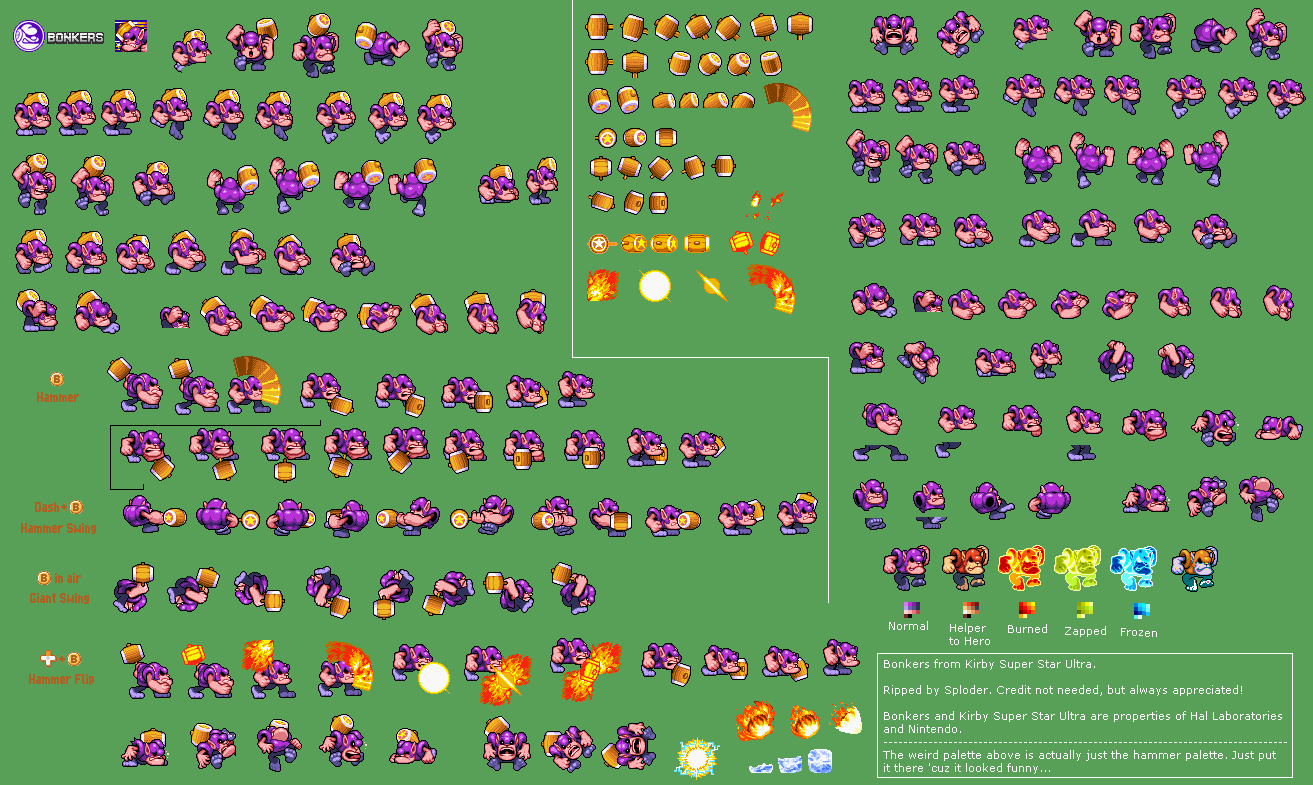 BONKERS
B
Hammer
Dash+B
Hammer Swing
B in air
Giant Swing
+B
Hammer Flip
Normal
Helper
to Hero
Burned
Zapped
Frozen
Bonkers from Kirby Super Star Ultra.
Ripped by Sploder. Credit not needed, but always appreciated!
Bonkers and Kirby Super Star Ultra are properties of Hal Laboratories
and Nintendo.
The weird palette above is actually just the hammer palette. Just put
it there 'cuz it looked funny...